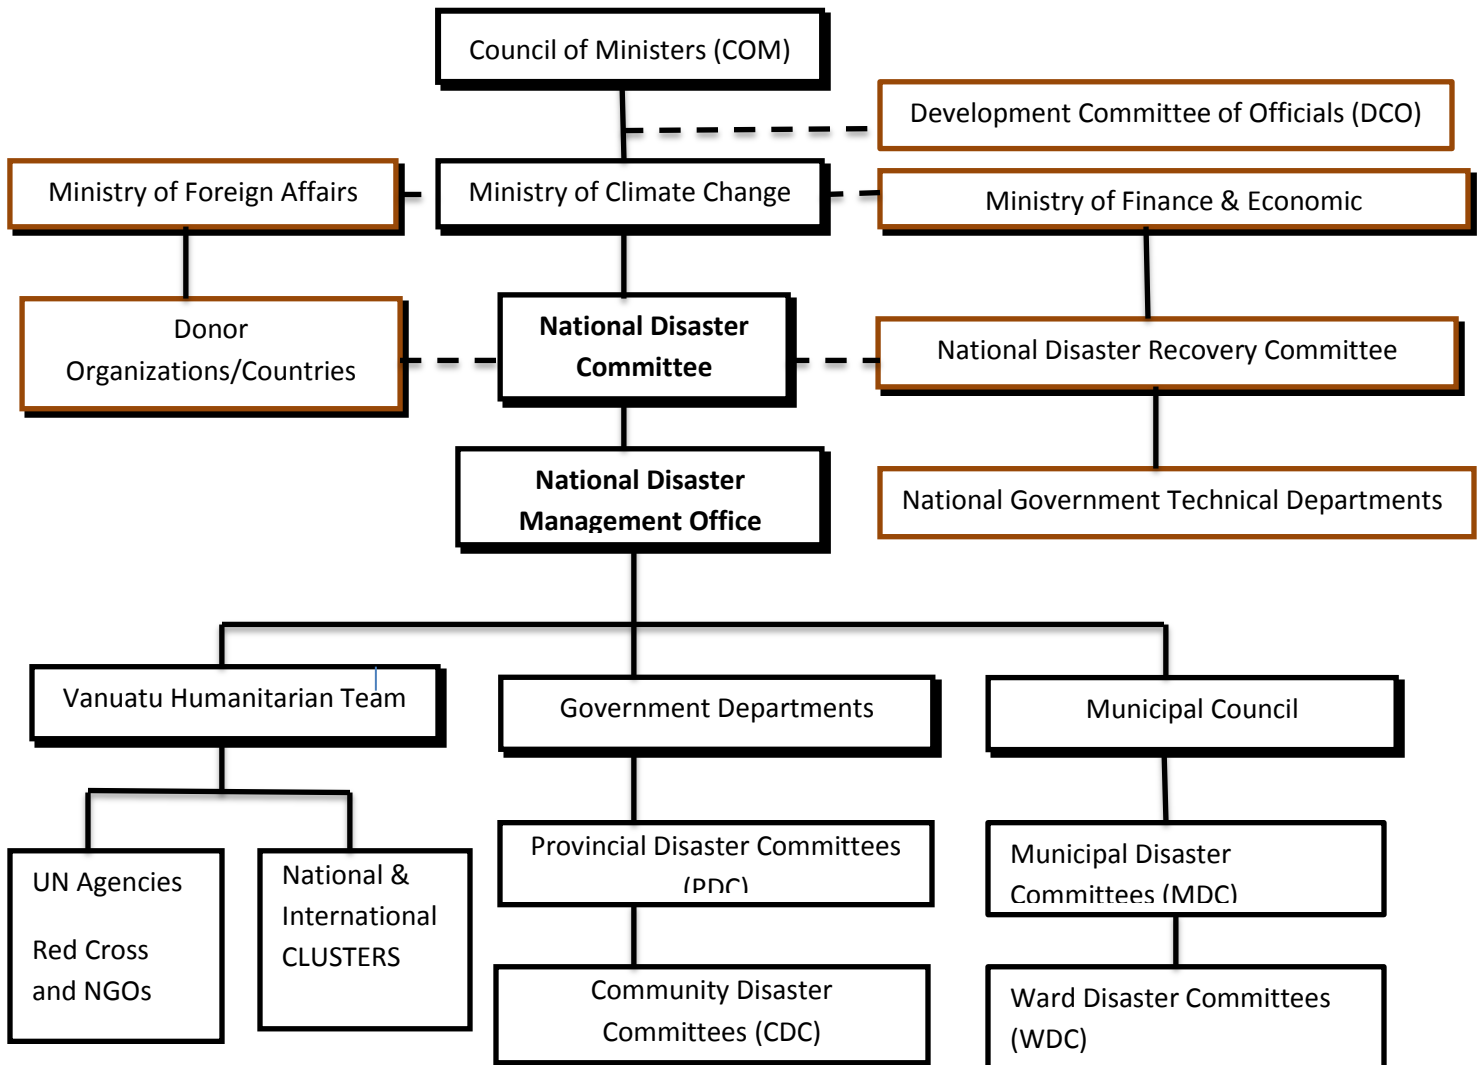 Council of Ministers (COM)
Development Committee of Officials (DCO)
Ministry of Foreign Affairs
Ministry of Climate Change
Ministry of Finance & Economic
Donor
Organizations/Countries
National Disaster
Committee
National Disaster Recovery Committee
National Disaster
Management Office
National Government Technical Departments
Vanuatu Humanitarian Team
Government Departments
Municipal Council
UN Agencies
Red Cross
and NGOs
National &
International
CLUSTERS
Provincial Disaster Committees
(PDC)
Municipal Disaster
Committees (MDC)
Community Disaster
Committees (CDC)
Ward Disaster Committees
(WDC)